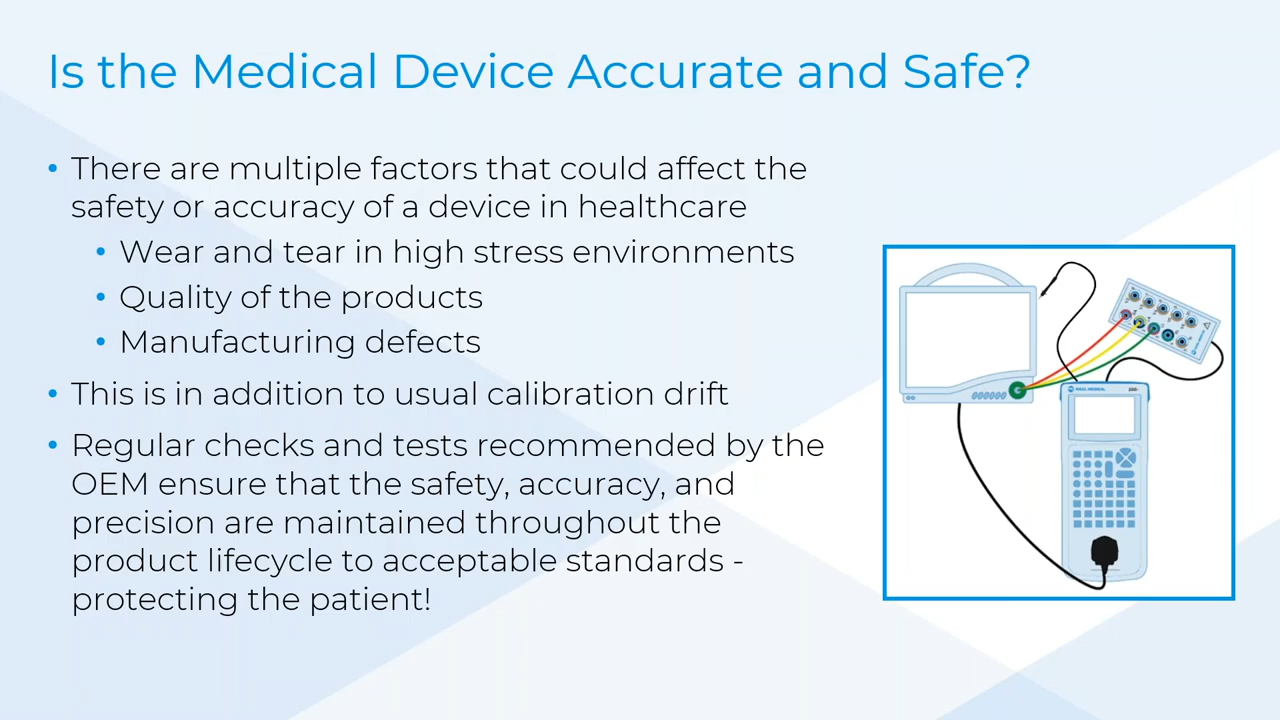 Is the Medical Device Accurate and Safe?
• There are multiple factors that could affect the
safety or accuracy of a device in healthcare
• Wear and tear in high stress environments
• Quality of the products
• Manufacturing defects
• This is in addition to usual calibration drift
• Regular checks and tests recommended by the
OEM ensure that the safety, accuracy, and
precision are maintained throughout the
product lifecycle to acceptable standards -
protecting the patient!